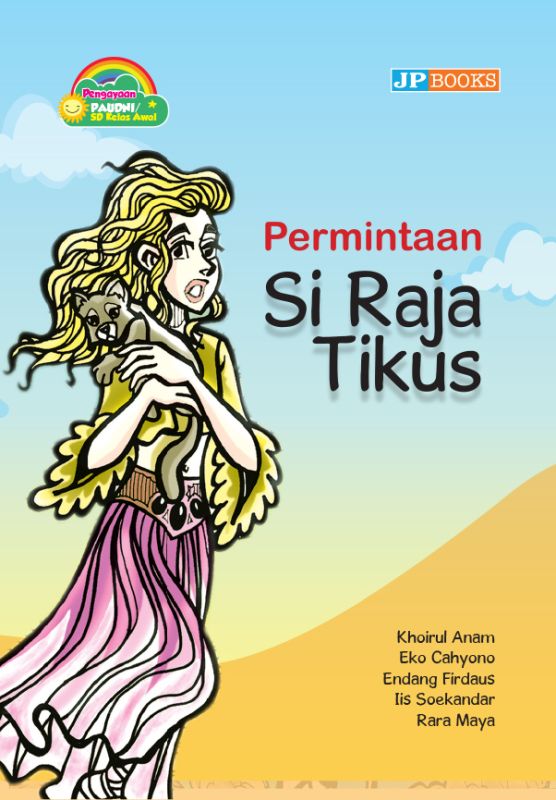 Pengayaan
PAUDNI/
SD Kelas Awal
JP BOOKS
Permintaan
Si Raja
Tikus
Khoirul Anam
Eko Cahyono
Endang Firdaus
Iis Soekandar
Rara Maya